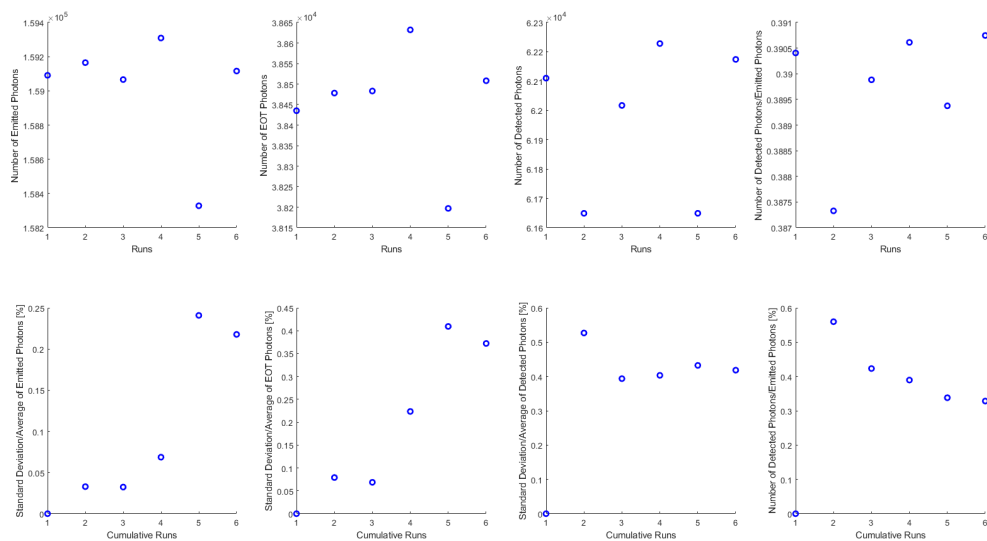 ×10⁵
1.594
1.592
1.59
1.588
1.586
1.584
1.582
Number of Emitted Photons
1 2 3 4 5 6
Runs
×10⁴
3.865
3.86
3.855
3.85
3.845
3.84
3.835
3.83
3.825
3.82
3.815
Number of EOT Photons
1 2 3 4 5 6
Runs
×10⁴
6.23
6.22
6.21
6.2
6.19
6.18
6.17
6.16
Number of Detected Photons
1 2 3 4 5 6
Runs
0.391
0.3905
0.39
0.3895
0.389
0.3885
0.388
0.3875
0.387
Number of Detected Photons/Emitted Photons
1 2 3 4 5 6
Runs
0.25
0.2
0.15
0.1
0.05
0
Standard Deviation/Average of Emitted Photons [%]
1 2 3 4 5 6
Cumulative Runs
0.45
0.4
0.35
0.3
0.25
0.2
0.15
0.1
0.05
0
Standard Deviation/Average of EOT Photons [%]
1 2 3 4 5 6
Cumulative Runs
0.6
0.5
0.4
0.3
0.2
0.1
0
Standard Deviation/Average of Detected Photons [%]
1 2 3 4 5 6
Cumulative Runs
0.6
0.5
0.4
0.3
0.2
0.1
0
Number of Detected Photons/Emitted Photons [%]
1 2 3 4 5 6
Cumulative Runs